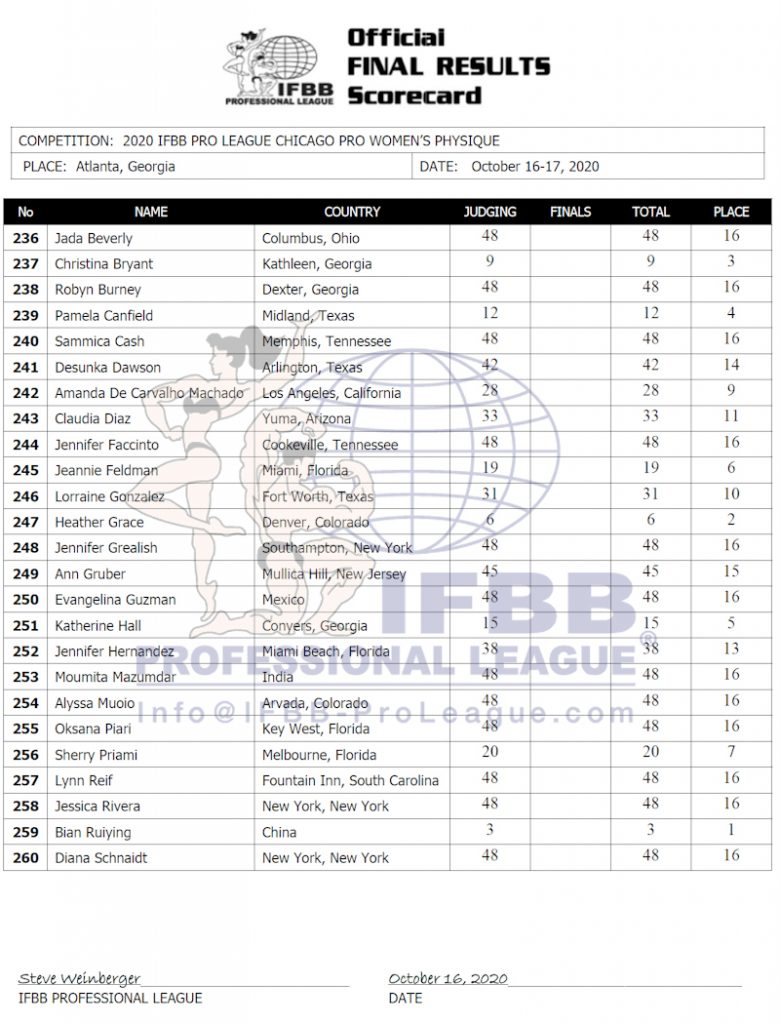 IFBB
PROFESSIONAL LEAGUE
Official
FINAL RESULTS
Scorecard
COMPETITION: 2020 IFBB PRO LEAGUE CHICAGO PRO WOMEN'S PHYSIQUE
PLACE: Atlanta, Georgia DATE: October 16-17, 2020
No NAME COUNTRY JUDGING FINALS TOTAL PLACE
236 Jada Beverly Columbus, Ohio 48 48 16
237 Christina Bryant Kathleen, Georgia 9 9 3
238 Robyn Burney Dexter, Georgia 48 48 16
239 Pamela Canfield Midland, Texas 12 12 4
240 Sammica Cash Memphis, Tennessee 48 48 16
241 Desunka Dawson Arlington, Texas 42 42 14
242 Amanda De Carvalho Machado Los Angeles, California 28 28 9
243 Claudia Diaz Yuma, Arizona 33 33 11
244 Jennifer Faccinto Cookeville, Tennessee 48 48 16
245 Jeannie Feldman Miami, Florida 19 19 6
246 Lorraine Gonzalez Fort Worth, Texas 31 31 10
247 Heather Grace Denver, Colorado 6 6 2
248 Jennifer Grealish Southampton, New York 48 48 16
249 Ann Gruber Mullica Hill, New Jersey 45 45 15
250 Evangelina Guzman Mexico 48 48 16
251 Katherine Hall Conyers, Georgia 15 15 5
252 Jennifer Hernandez Miami Beach, Florida 38 38 13
253 Moumita Mazumdar India 48 48 16
254 Alyssa Muoio Arvada, Colorado 48 48 16
255 Oksana Piari Key West, Florida 48 48 16
256 Sherry Priami Melbourne, Florida 20 20 7
257 Lynn Reif Fountain Inn, South Carolina 48 48 16
258 Jessica Rivera New York, New York 48 48 16
259 Bian Ruiying China 3 3 1
260 Diana Schnaidt New York, New York 48 48 16
IFBB
PROFESSIONAL LEAGUE®
Info@IFBB-ProLeague.com
Steve Weinberger October 16, 2020
IFBB PROFESSIONAL LEAGUE DATE